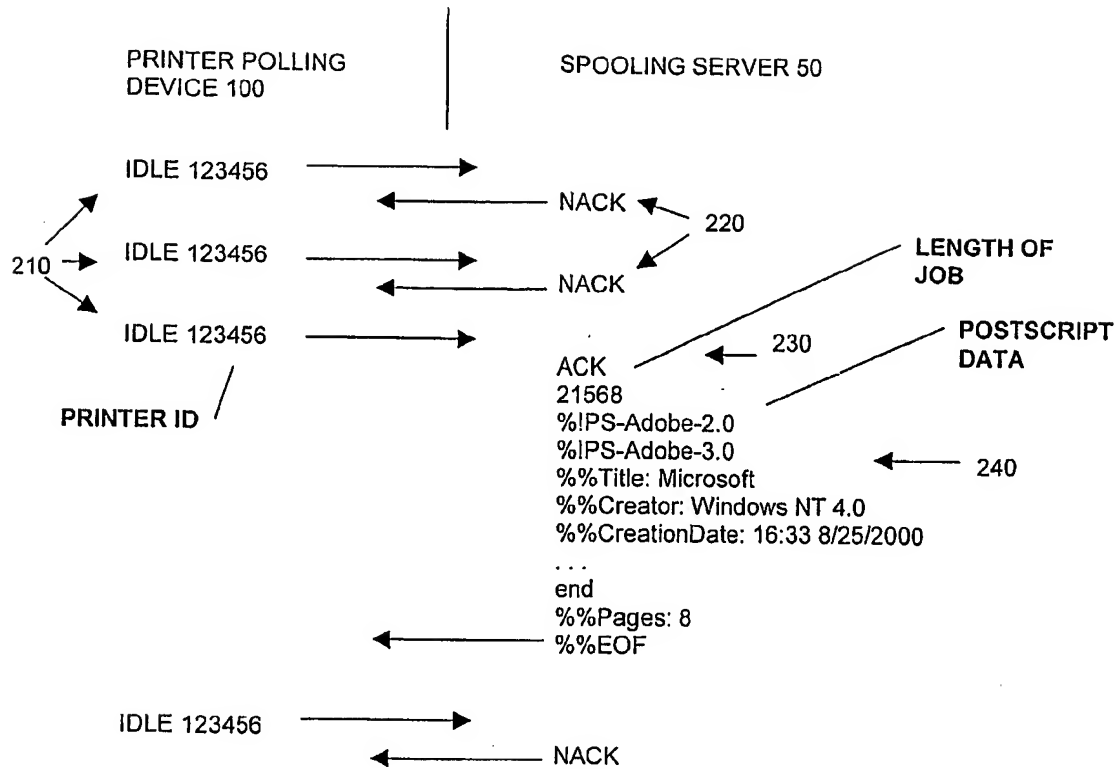 PRINTER POLLING
DEVICE 100
SPOOLING SERVER 50
IDLE 123456
NACK
220
210
IDLE 123456
NACK
LENGTH OF
JOB
IDLE 123456
230
POSTSCRIPT
DATA
PRINTER ID
ACK
21568
%!PS-Adobe-2.0
%!PS-Adobe-3.0
240
%%Title: Microsoft
%%Creator: Windows NT 4.0
%%CreationDate: 16:33 8/25/2000
. . .
end
%%Pages: 8
%%EOF
IDLE 123456
NACK